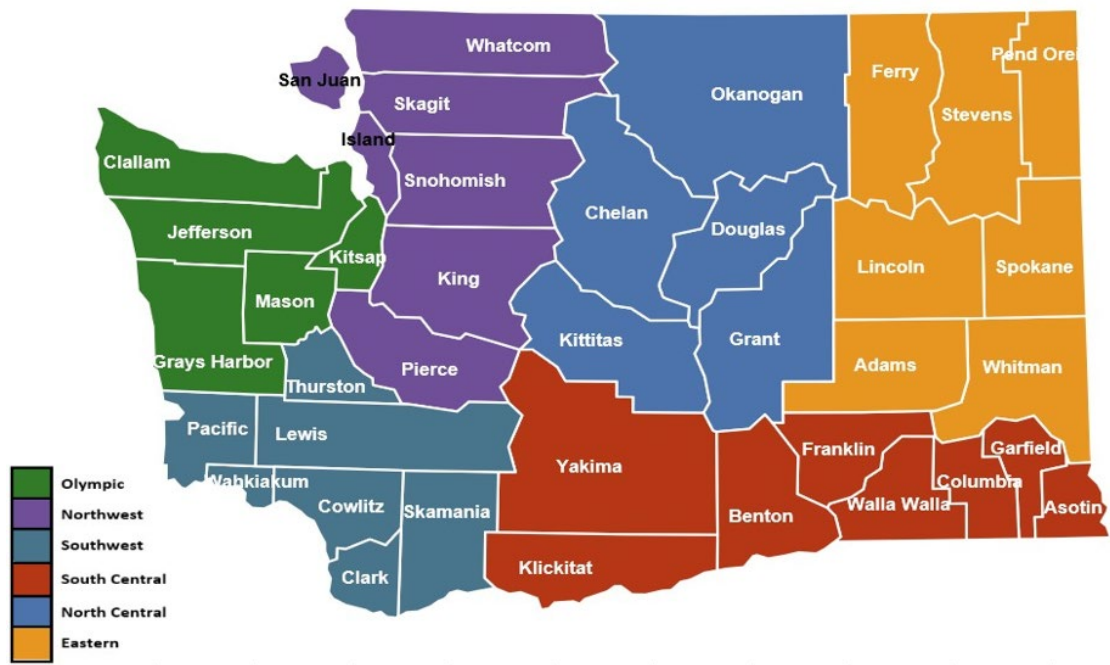 Whatcom
San Juan
Skagit
Island
Snohomish
Okanogan
Ferry
Pend Orei
Stevens
Clallam
Jefferson
Kitsap
Mason
Grays Harbor
King
Pierce
Chelan
Douglas
Kittitas
Grant
Lincoln
Spokane
Adams
Whitman
Thurston
Pacific
Lewis
Wahkiakum
Cowlitz
Skamania
Clark
Yakima
Klickitat
Benton
Franklin
Walla Walla
Columbia
Garfield
Asotin
Olympic
Northwest
Southwest
South Central
North Central
Eastern